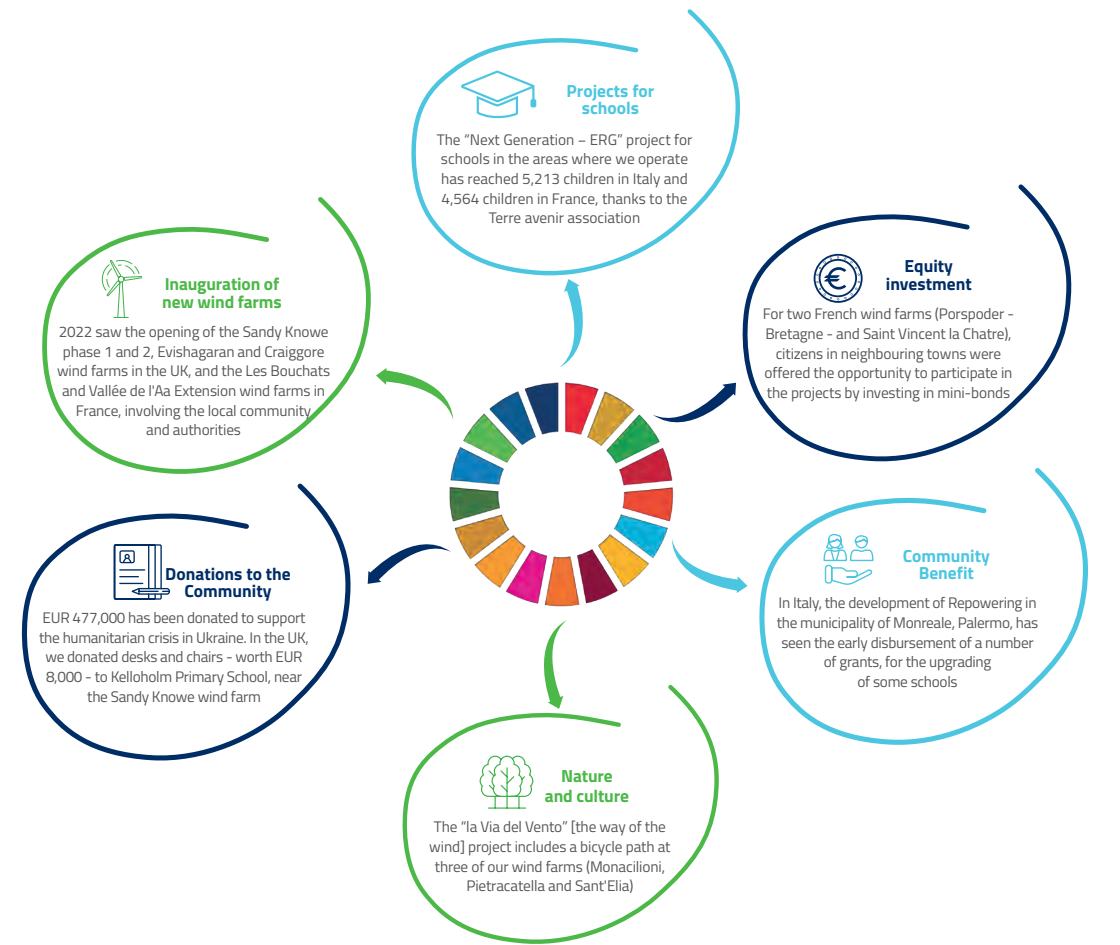 Projects for
schools
The “Next Generation – ERG” project for
schools in the areas where we operate
has reached 5,213 children in Italy and
4,564 children in France, thanks to the
Terre avenir association
Inauguration of
new wind farms
2022 saw the opening of the Sandy Knowe
phase 1 and 2, Evishagaran and Craiggore
wind farms in the UK, and the Les Bouchats
and Vallée de l'Aa Extension wind farms in
France, involving the local community
and authorities
Equity
investment
For two French wind farms (Porspoder -
Bretagne - and Saint Vincent la Chatre),
citizens in neighbouring towns were
offered the opportunity to participate in
the projects by investing in mini-bonds
Donations to the
Community
EUR 477,000 has been donated to support
the humanitarian crisis in Ukraine. In the UK,
we donated desks and chairs - worth EUR
8,000 - to Kelloholm Primary School, near
the Sandy Knowe wind farm
Community
Benefit
In Italy, the development of Repowering in
the municipality of Monreale, Palermo, has
seen the early disbursement of a number
of grants, for the upgrading
of some schools
Nature
and culture
The “la Via del Vento” [the way of the
wind] project includes a bicycle path at
three of our wind farms (Monacilioni,
Pietracatella and Sant'Elia)